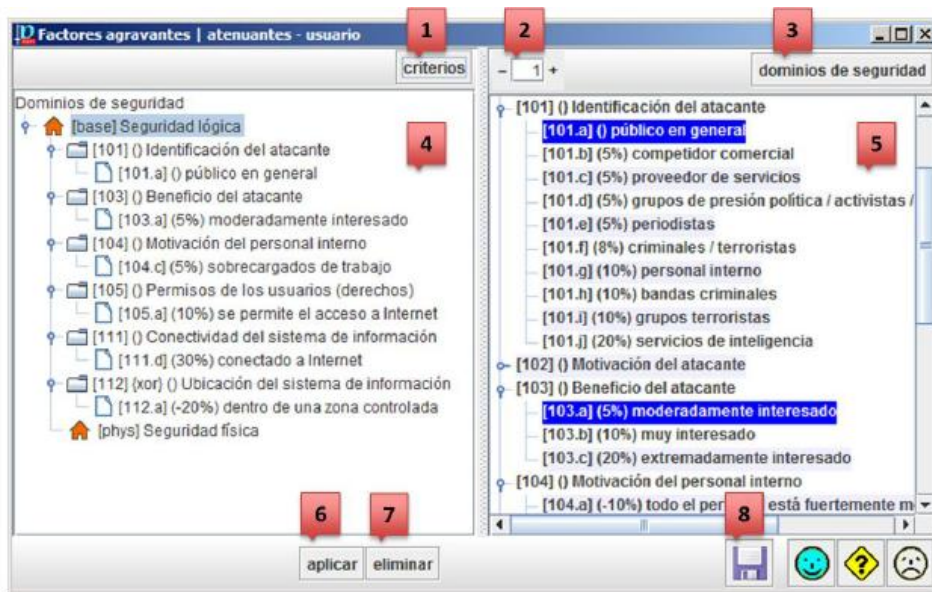 Factores agravantes | atenuantes - usuario
1
2
3
criterios
- 1 +
dominios de seguridad
Dominios de seguridad
[base] Seguridad lógica
[101] () Identificación del atacante
[101.a] () público en general
[103] () Beneficio del atacante
[103.a] (5%) moderadamente interesado
[104] () Motivación del personal interno
[104.c] (5%) sobrecargados de trabajo
[105] () Permisos de los usuarios (derechos)
[105.a] (10%) se permite el acceso a Internet
[111] () Conectividad del sistema de información
[111.d] (30%) conectado a Internet
[112] {xor} () Ubicación del sistema de información
[112.a] (-20%) dentro de una zona controlada
[phys] Seguridad física
4
[101] () Identificación del atacante
[101.a] () público en general
[101.b] (5%) competidor comercial
[101.c] (5%) proveedor de servicios
[101.d] (5%) grupos de presión política / activistas /
[101.e] (5%) periodistas
[101.f] (8%) criminales / terroristas
[101.g] (10%) personal interno
[101.h] (10%) bandas criminales
[101.i] (10%) grupos terroristas
[101.j] (20%) servicios de inteligencia
[102] () Motivación del atacante
[103] () Beneficio del atacante
[103.a] (5%) moderadamente interesado
[103.b] (10%) muy interesado
[103.c] (20%) extremadamente interesado
[104] () Motivación del personal interno
[104.a] (-10%) todo el per está fuertemente m
5
6
7
8
aplicar
eliminar
?